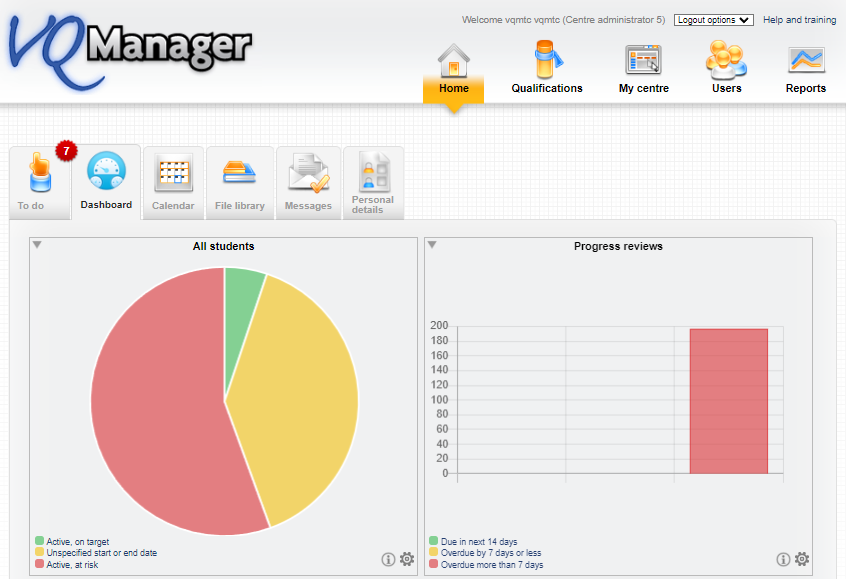 VQManager
Welcome vqmtc vqmtc (Centre administrator 5) Logout options Help and training
Home Qualifications My centre Users Reports
7
To do Dashboard Calendar File library Messages Personal
details
All students
Active, on target
Unspecified start or end date
Active, at risk
Progress reviews
200
180
160
140
120
100
80
60
40
20
0
Due in next 14 days
Overdue by 7 days or less
Overdue more than 7 days